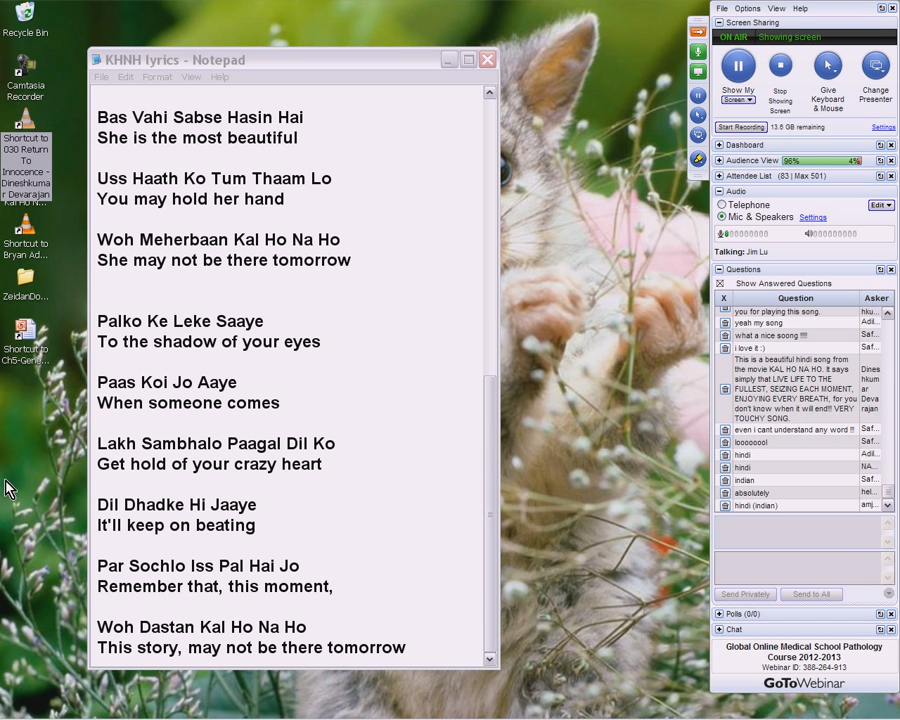 Recycle Bin
Camtasia
Recorder
Shortcut to
030 Return
To
Innocence -
Dineshkuma
r Devarajan
Kal Ho N...
Shortcut to
Bryan Ad...
ZeidanDo...
Shortcut to
Ch5-Gene...
KHNH lyrics - Notepad
File Edit Format View Help
Bas Vahi Sabse Hasin Hai
She is the most beautiful
Uss Haath Ko Tum Thaam Lo
You may hold her hand
Woh Meherbaan Kal Ho Na Ho
She may not be there tomorrow
Palko Ke Leke Saaye
To the shadow of your eyes
Paas Koi Jo Aaye
When someone comes
Lakh Sambhalo Paagal Dil Ko
Get hold of your crazy heart
Dil Dhadke Hi Jaaye
It'll keep on beating
Par Sochlo Iss Pal Hai Jo
Remember that, this moment,
Woh Dastan Kal Ho Na Ho
This story, may not be there tomorrow
File Options View Help
Screen Sharing
ON AIR Showing screen
Show My
Screen
Stop
Showing
Screen
Give
Keyboard
& Mouse
Change
Presenter
Start Recording 13.6 GB remaining Settings
Dashboard
Audience View 96% 4%
Attendee List (83 | Max 501)
Audio
Telephone Edit
Mic & Speakers Settings
Talking: Jim Lu
Questions
Show Answered Questions
X Question Asker
you for playing this song. hku...
yeah my song Adil...
what a nice soong !!!! Saf...
i love it :) Saf...
This is a beautiful hindi song from
the movie KAL HO NA HO. It says
simply that LIVE LIFE TO THE
FULLEST, SEIZING EACH MOMENT,
ENJOYING EVERY BREATH, for you
don't know when it will end!! VERY
TOUCHY SONG.
Dines
hkum
ar
Deva
rajan
even i cant understand any word !! Saf...
looooool Saf...
hindi Adil...
hindi NA...
indian Saf...
absolutely hel...
hindi (indian) amj...
Send Privately Send to All
Polls (0/0)
Chat
Global Online Medical School Pathology
Course 2012-2013
Webinar ID: 388-264-913
GoToWebinar